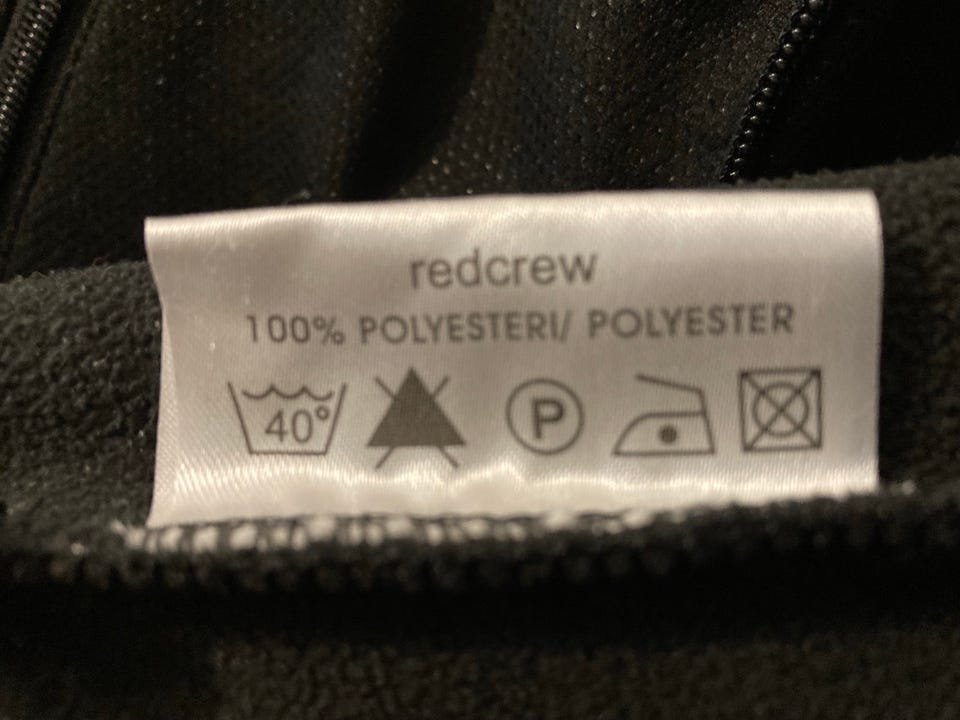 redcrew
100% POLYESTERI/ POLYESTER
40° P